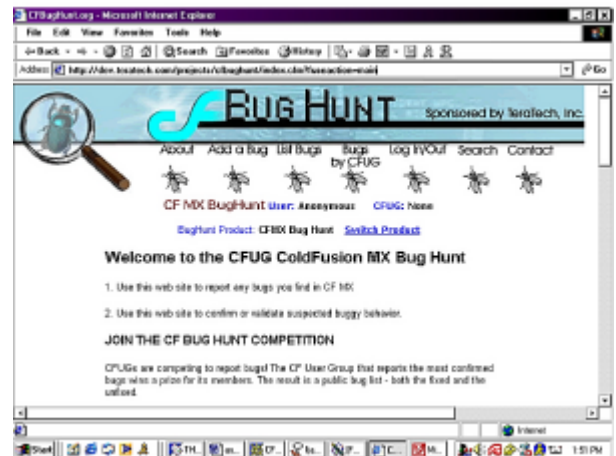 CFBugHunt.org - Microsoft Internet Explorer
File Edit View Favorites Tools Help
Back Search Favorites History
Address http://dev.teratech.com/projects/cfbughunt/index.cfm?fuseaction=main Go
CF BUG HUNT Sponsored by TeraTech, Inc.
About Add a Bug List Bugs Bugs by CFUG Log In/Out Search Contact
CF MX BugHunt User: Anonymous CFUG: None
BugHunt Product: CFMX Bug Hunt Switch Product
Welcome to the CFUG ColdFusion MX Bug Hunt
1. Use this web site to report any bugs you find in CF MX
2. Use this web site to confirm or validate suspected buggy behavior.
JOIN THE CF BUG HUNT COMPETITION
CFUGs are competing to report bugs! The CF User Group that reports the most confirmed
bugs wins a prize for its members. The result is a public bug list - both the fixed and the
unfixed.
Internet
Start 1:51 PM